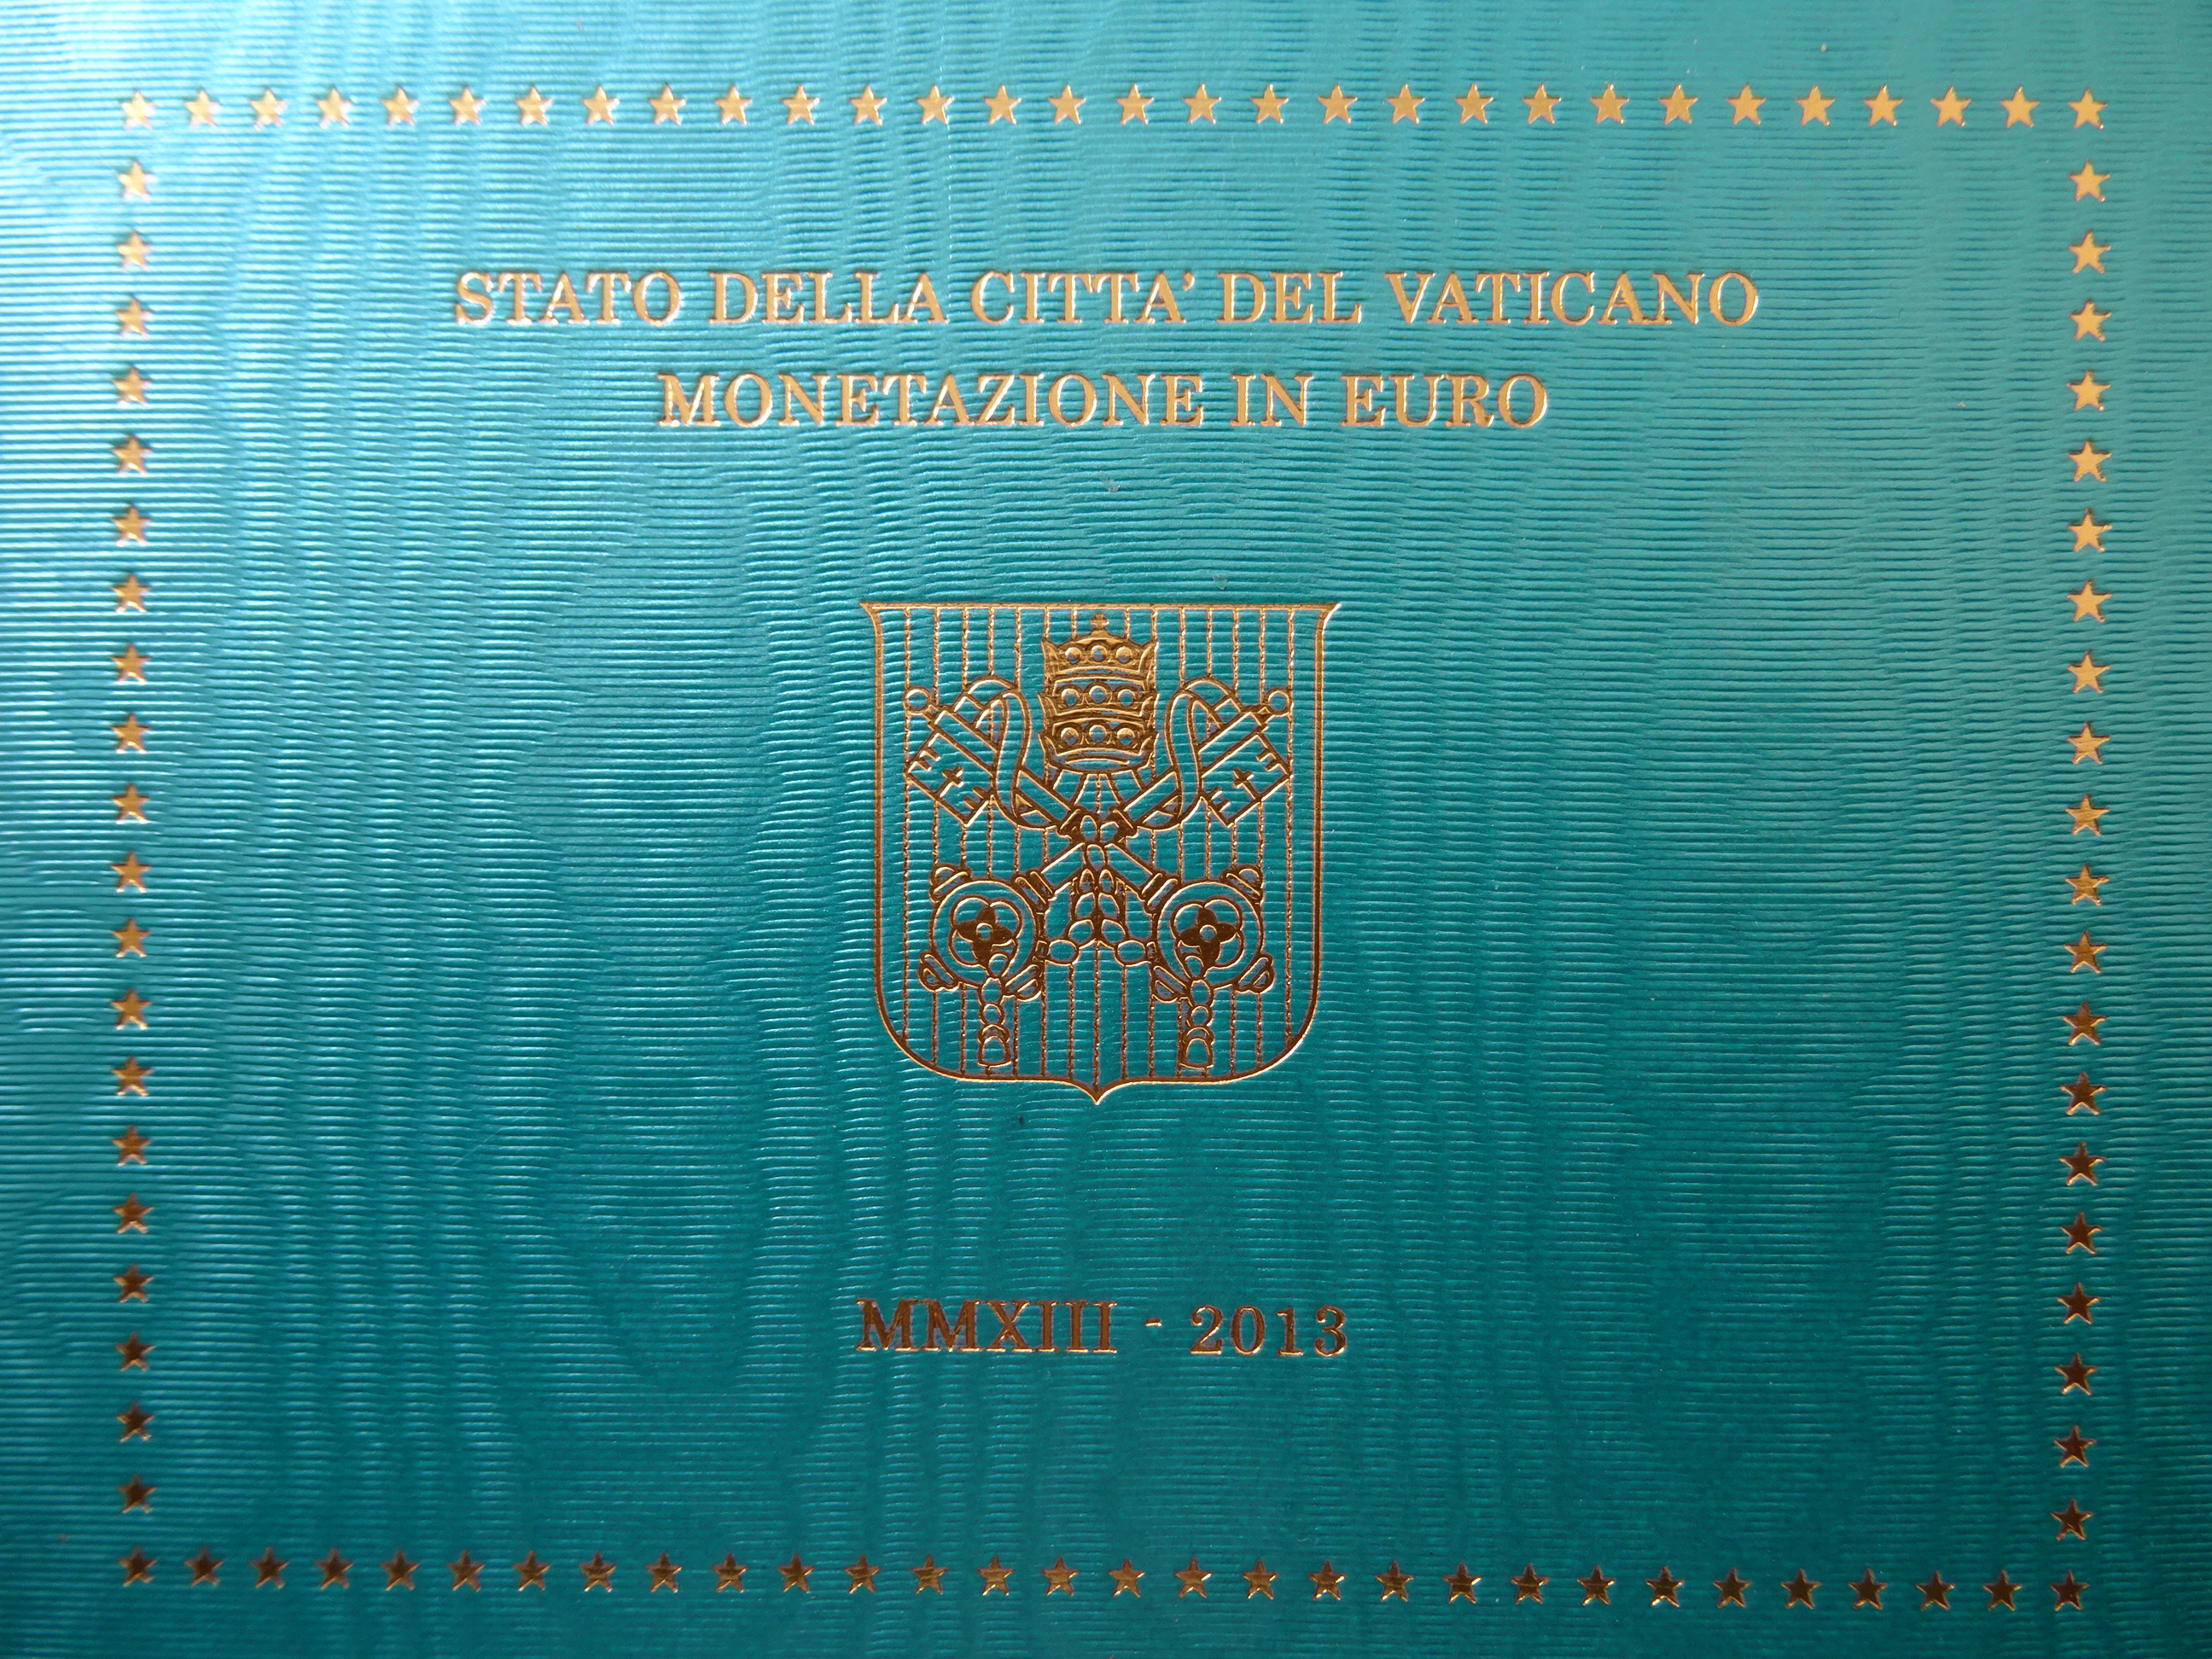 STATO DELLA CITTA' DEL VATICANO
MONETAZIONE IN EURO
MMXIII - 2013